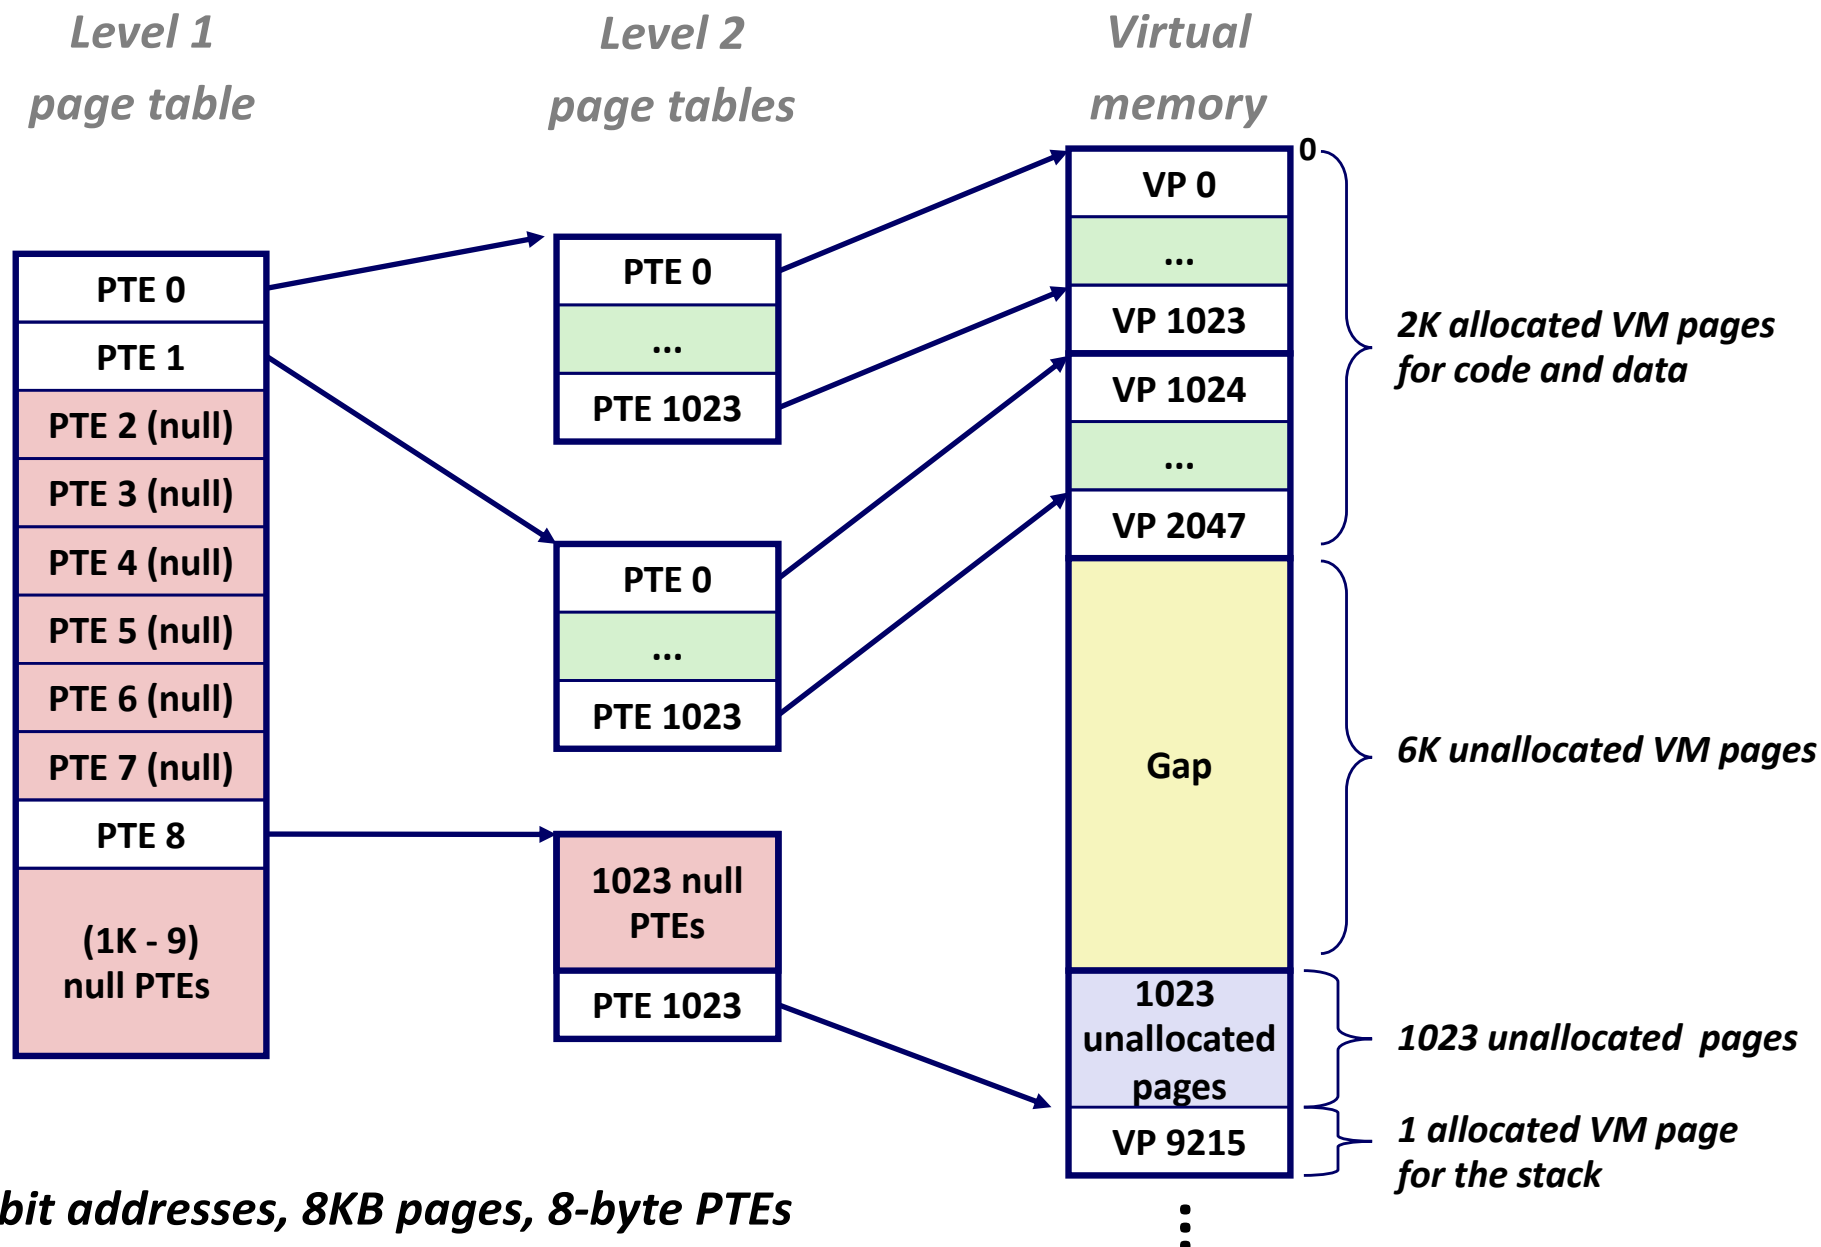 Level 1
page table
Level 2
page tables
Virtual
memory
PTE 0
PTE 1
PTE 2 (null)
PTE 3 (null)
PTE 4 (null)
PTE 5 (null)
PTE 6 (null)
PTE 7 (null)
PTE 8
(1K - 9)
null PTEs
PTE 0
...
PTE 1023
PTE 0
...
PTE 1023
1023 null
PTEs
PTE 1023
0
VP 0
...
VP 1023
VP 1024
...
VP 2047
Gap
1023
unallocated
pages
VP 9215
2K allocated VM pages
for code and data
6K unallocated VM pages
1023 unallocated  pages
1 allocated VM page
for the stack
bit addresses, 8KB pages, 8-byte PTEs